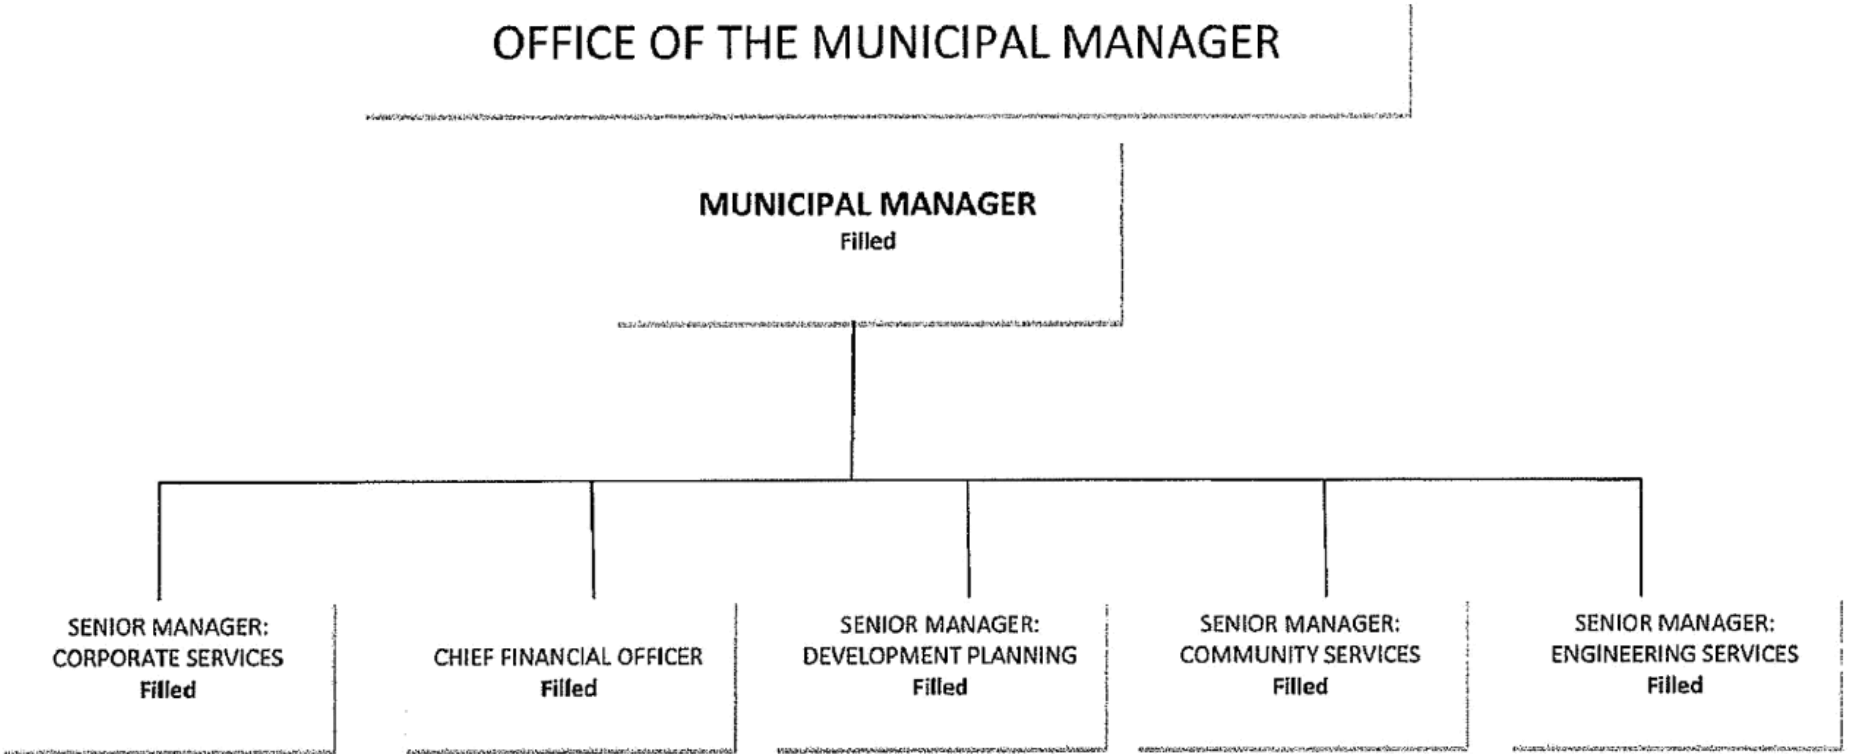 OFFICE OF THE MUNICIPAL MANAGER
MUNICIPAL MANAGER
Filled
SENIOR MANAGER:
CORPORATE SERVICES
Filled
CHIEF FINANCIAL OFFICER
Filled
SENIOR MANAGER:
DEVELOPMENT PLANNING
Filled
SENIOR MANAGER:
COMMUNITY SERVICES
Filled
SENIOR MANAGER:
ENGINEERING SERVICES
Filled